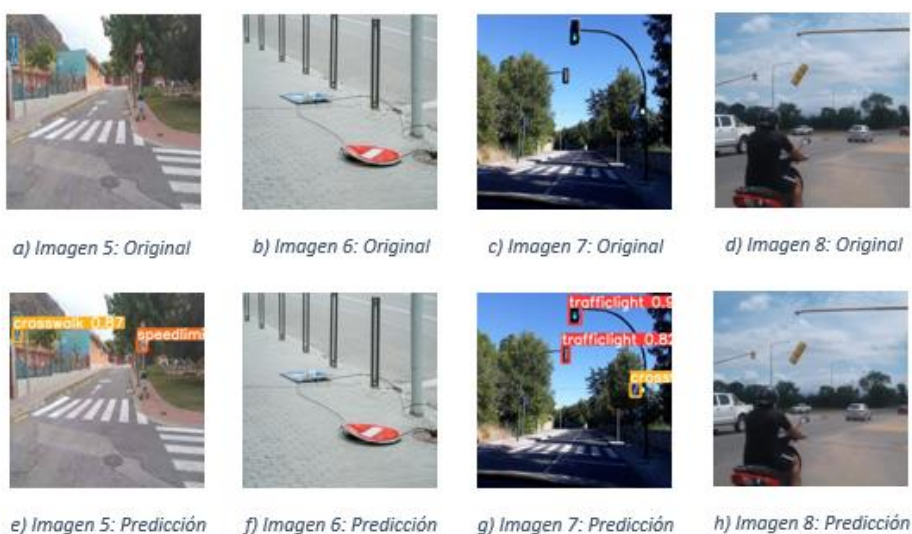 a) Imagen 5: Original
b) Imagen 6: Original
c) Imagen 7: Original
d) Imagen 8: Original
crosswalk 0.87
speedlimi
trafficlight 0.9
trafficlight 0.82
cross
e) Imagen 5: Predicción
f) Imagen 6: Predicción
g) Imagen 7: Predicción
h) Imagen 8: Predicción